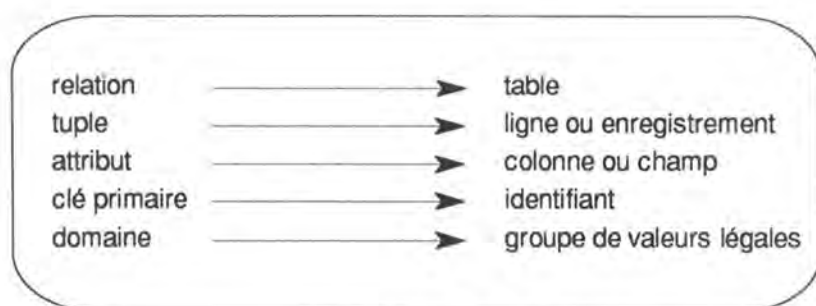 relation table
tuple ligne ou enregistrement
attribut colonne ou champ
clé primaire identifiant
domaine groupe de valeurs légales